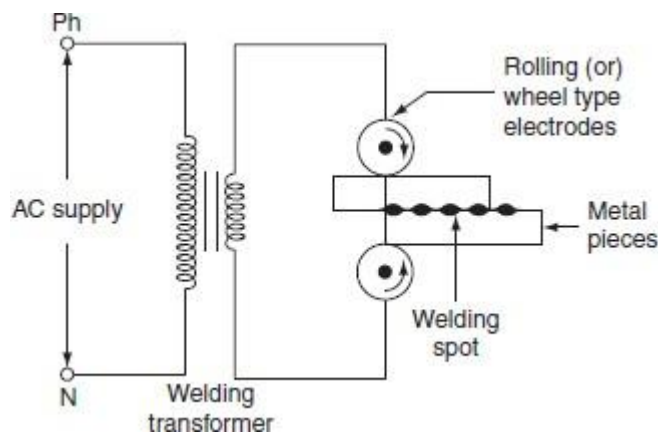 Ph
Rolling (or)
wheel type
electrodes
AC supply
Metal
pieces
Welding
spot
N
Welding
transformer